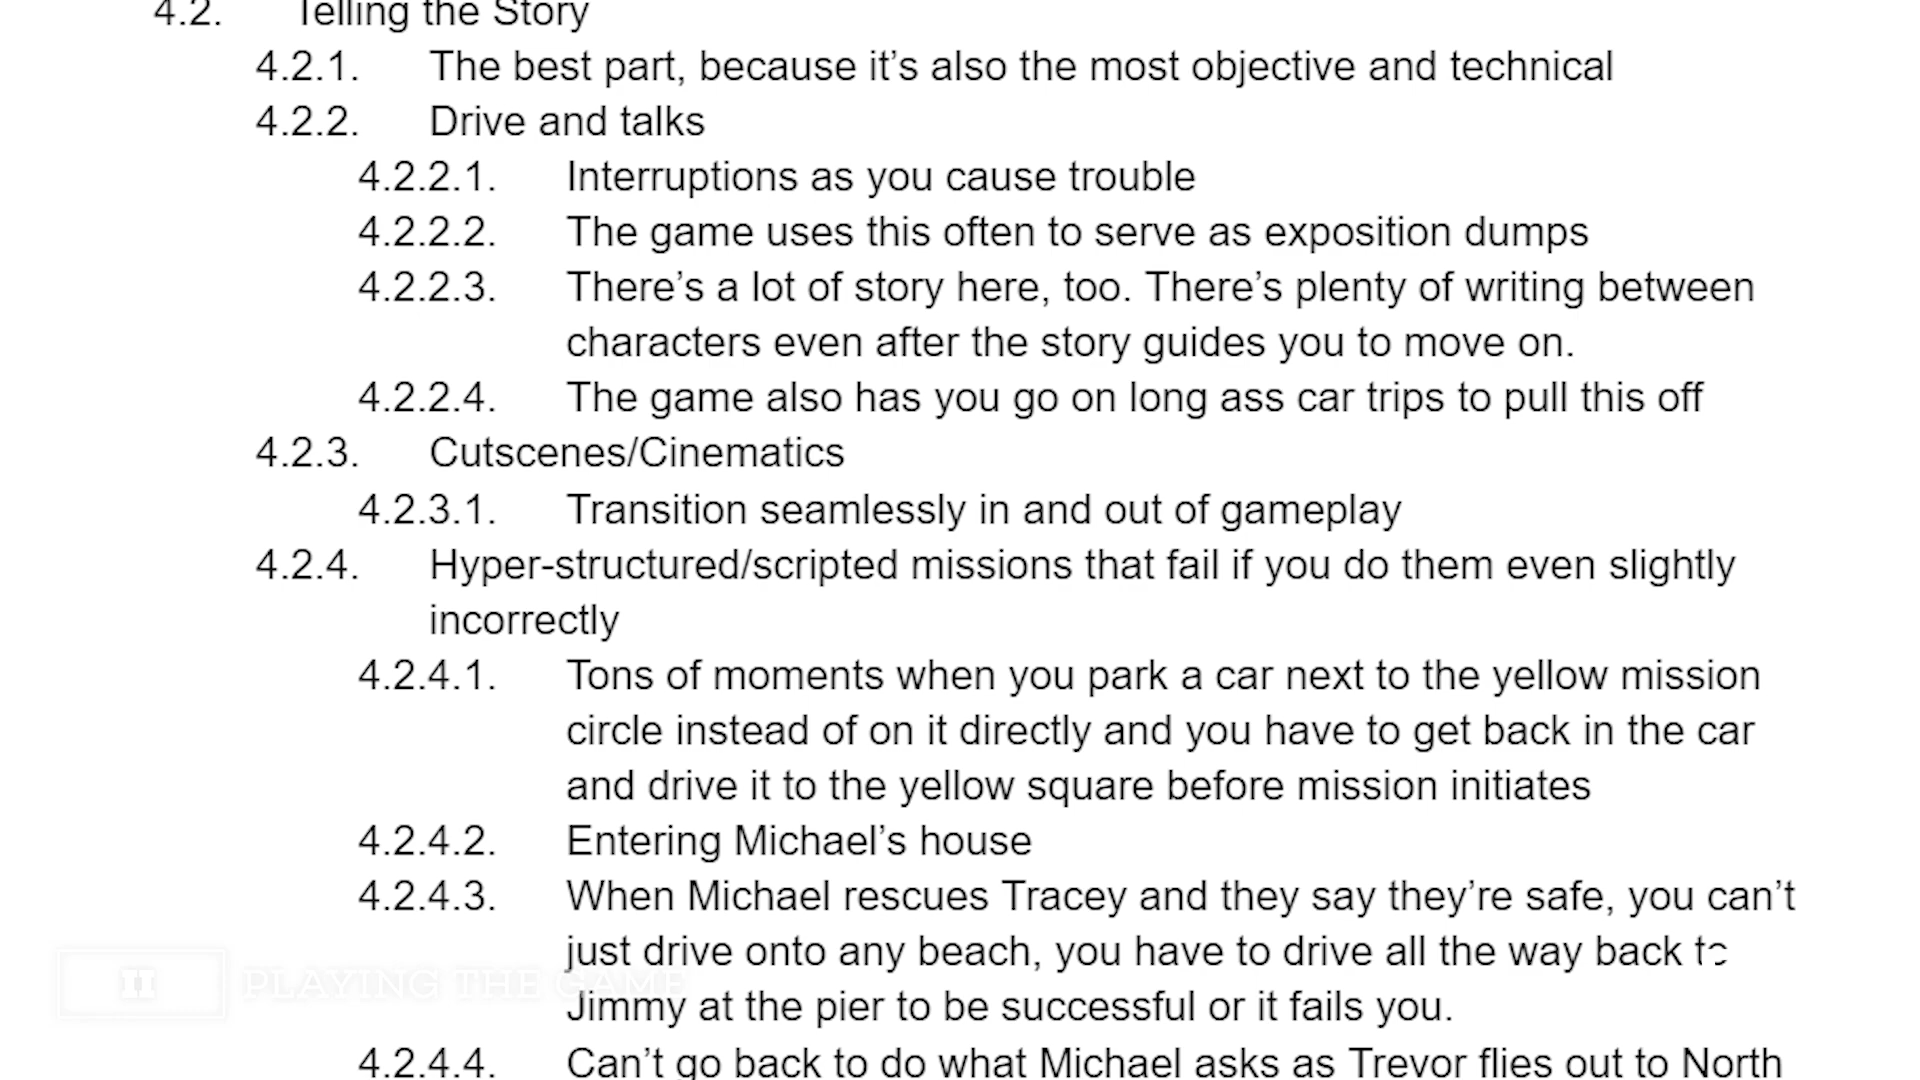 4.2. Telling the Story
4.2.1. The best part, because it’s also the most objective and technical
4.2.2. Drive and talks
4.2.2.1. Interruptions as you cause trouble
4.2.2.2. The game uses this often to serve as exposition dumps
4.2.2.3. There’s a lot of story here, too. There’s plenty of writing between
characters even after the story guides you to move on.
4.2.2.4. The game also has you go on long ass car trips to pull this off
4.2.3. Cutscenes/Cinematics
4.2.3.1. Transition seamlessly in and out of gameplay
4.2.4. Hyper-structured/scripted missions that fail if you do them even slightly
incorrectly
4.2.4.1. Tons of moments when you park a car next to the yellow mission
circle instead of on it directly and you have to get back in the car
and drive it to the yellow square before mission initiates
4.2.4.2. Entering Michael’s house
4.2.4.3. When Michael rescues Tracey and they say they’re safe, you can’t
just drive onto any beach, you have to drive all the way back to
II PLAYING THE GAME
Jimmy at the pier to be successful or it fails you.
4.2.4.4. Can’t go back to do what Michael asks as Trevor flies out to North